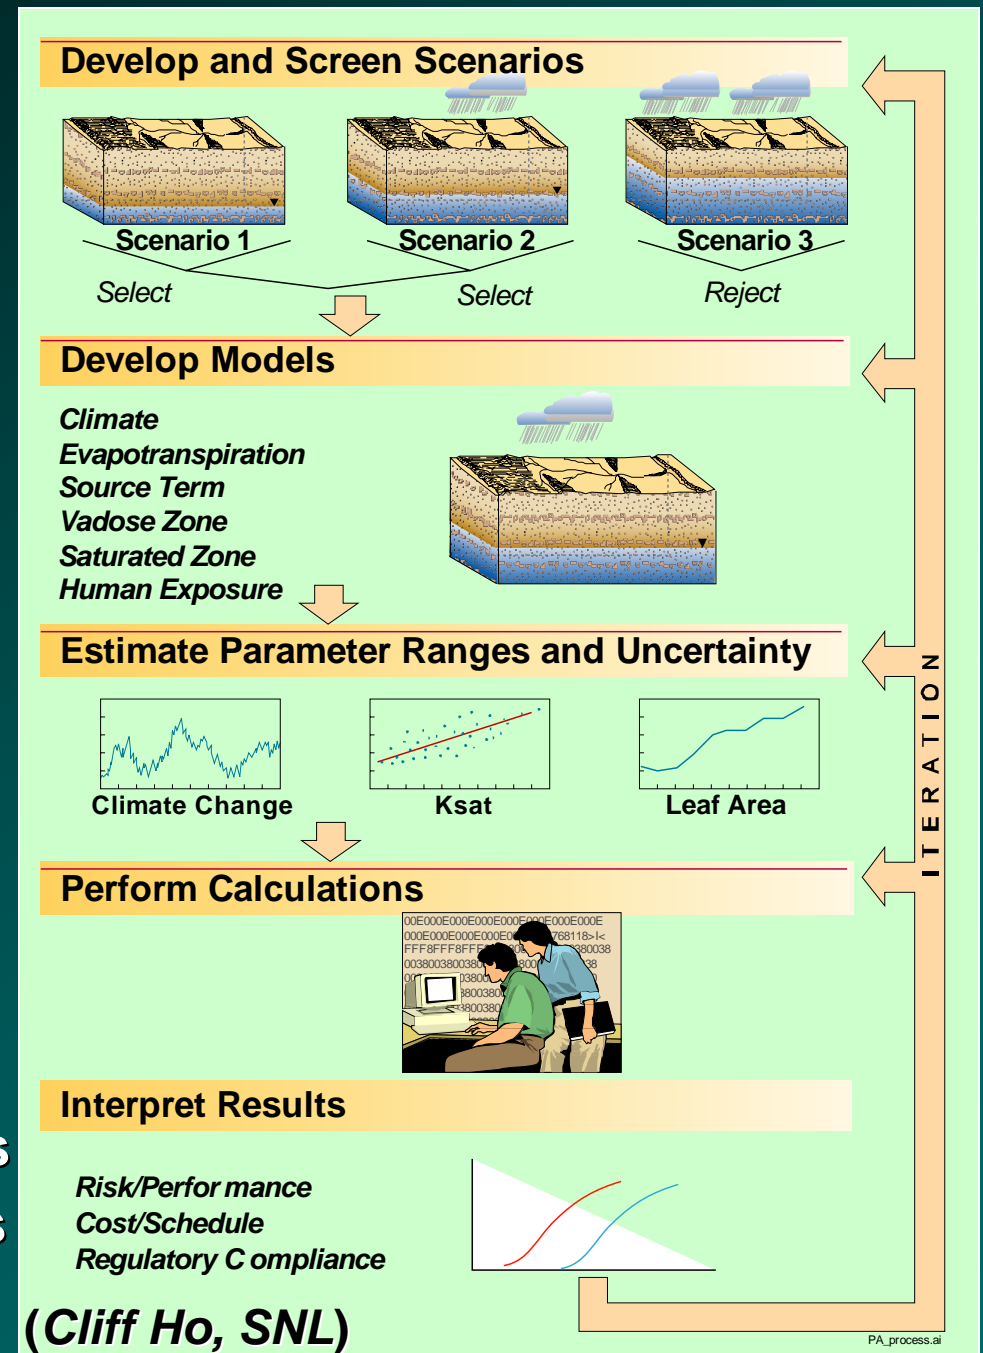 Develop and Screen Scenarios
Scenario 1
Scenario 2
Scenario 3
Select
Select
Reject
Develop Models
Climate
Evapotranspiration
Source Term
Vadose Zone
Saturated Zone
Human Exposure
Estimate Parameter Ranges and Uncertainty
Climate Change
Ksat
Leaf Area
ITERATION
Perform Calculations
00E000E000E000E000E000E000E000E
Interpret Results
Risk/Perfor mance
Cost/Schedule
Regulatory C ompliance
(Cliff Ho, SNL)
PA_process.ai